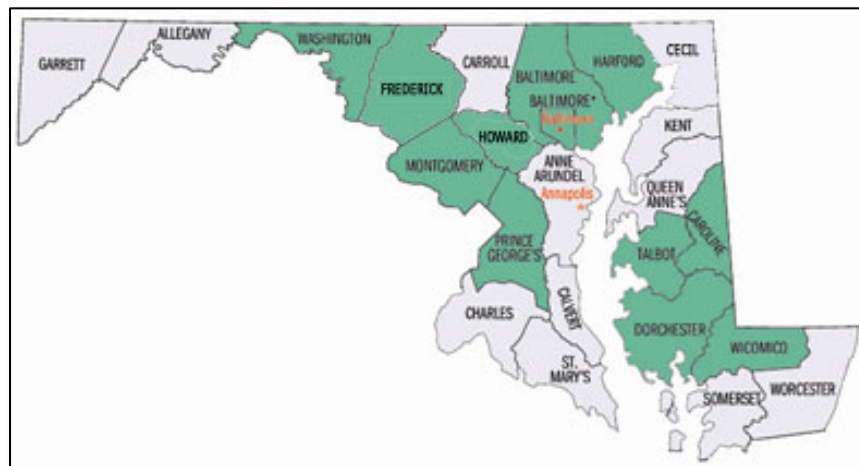 GARRETT
ALLEGANY
WASHINGTON
FREDERICK
CARROLL
BALTIMORE
BALTIMORE*
Baltimore
HARFORD
CECIL
KENT
HOWARD
MONTGOMERY
ANNE
ARUNDEL
Annapolis
QUEEN
ANNE'S
CAROLINE
TALBOT
PRINCE
GEORGE'S
CHARLES
CALVERT
ST.
MARY'S
DORCHESTER
WICOMICO
SOMERSET
WORCESTER